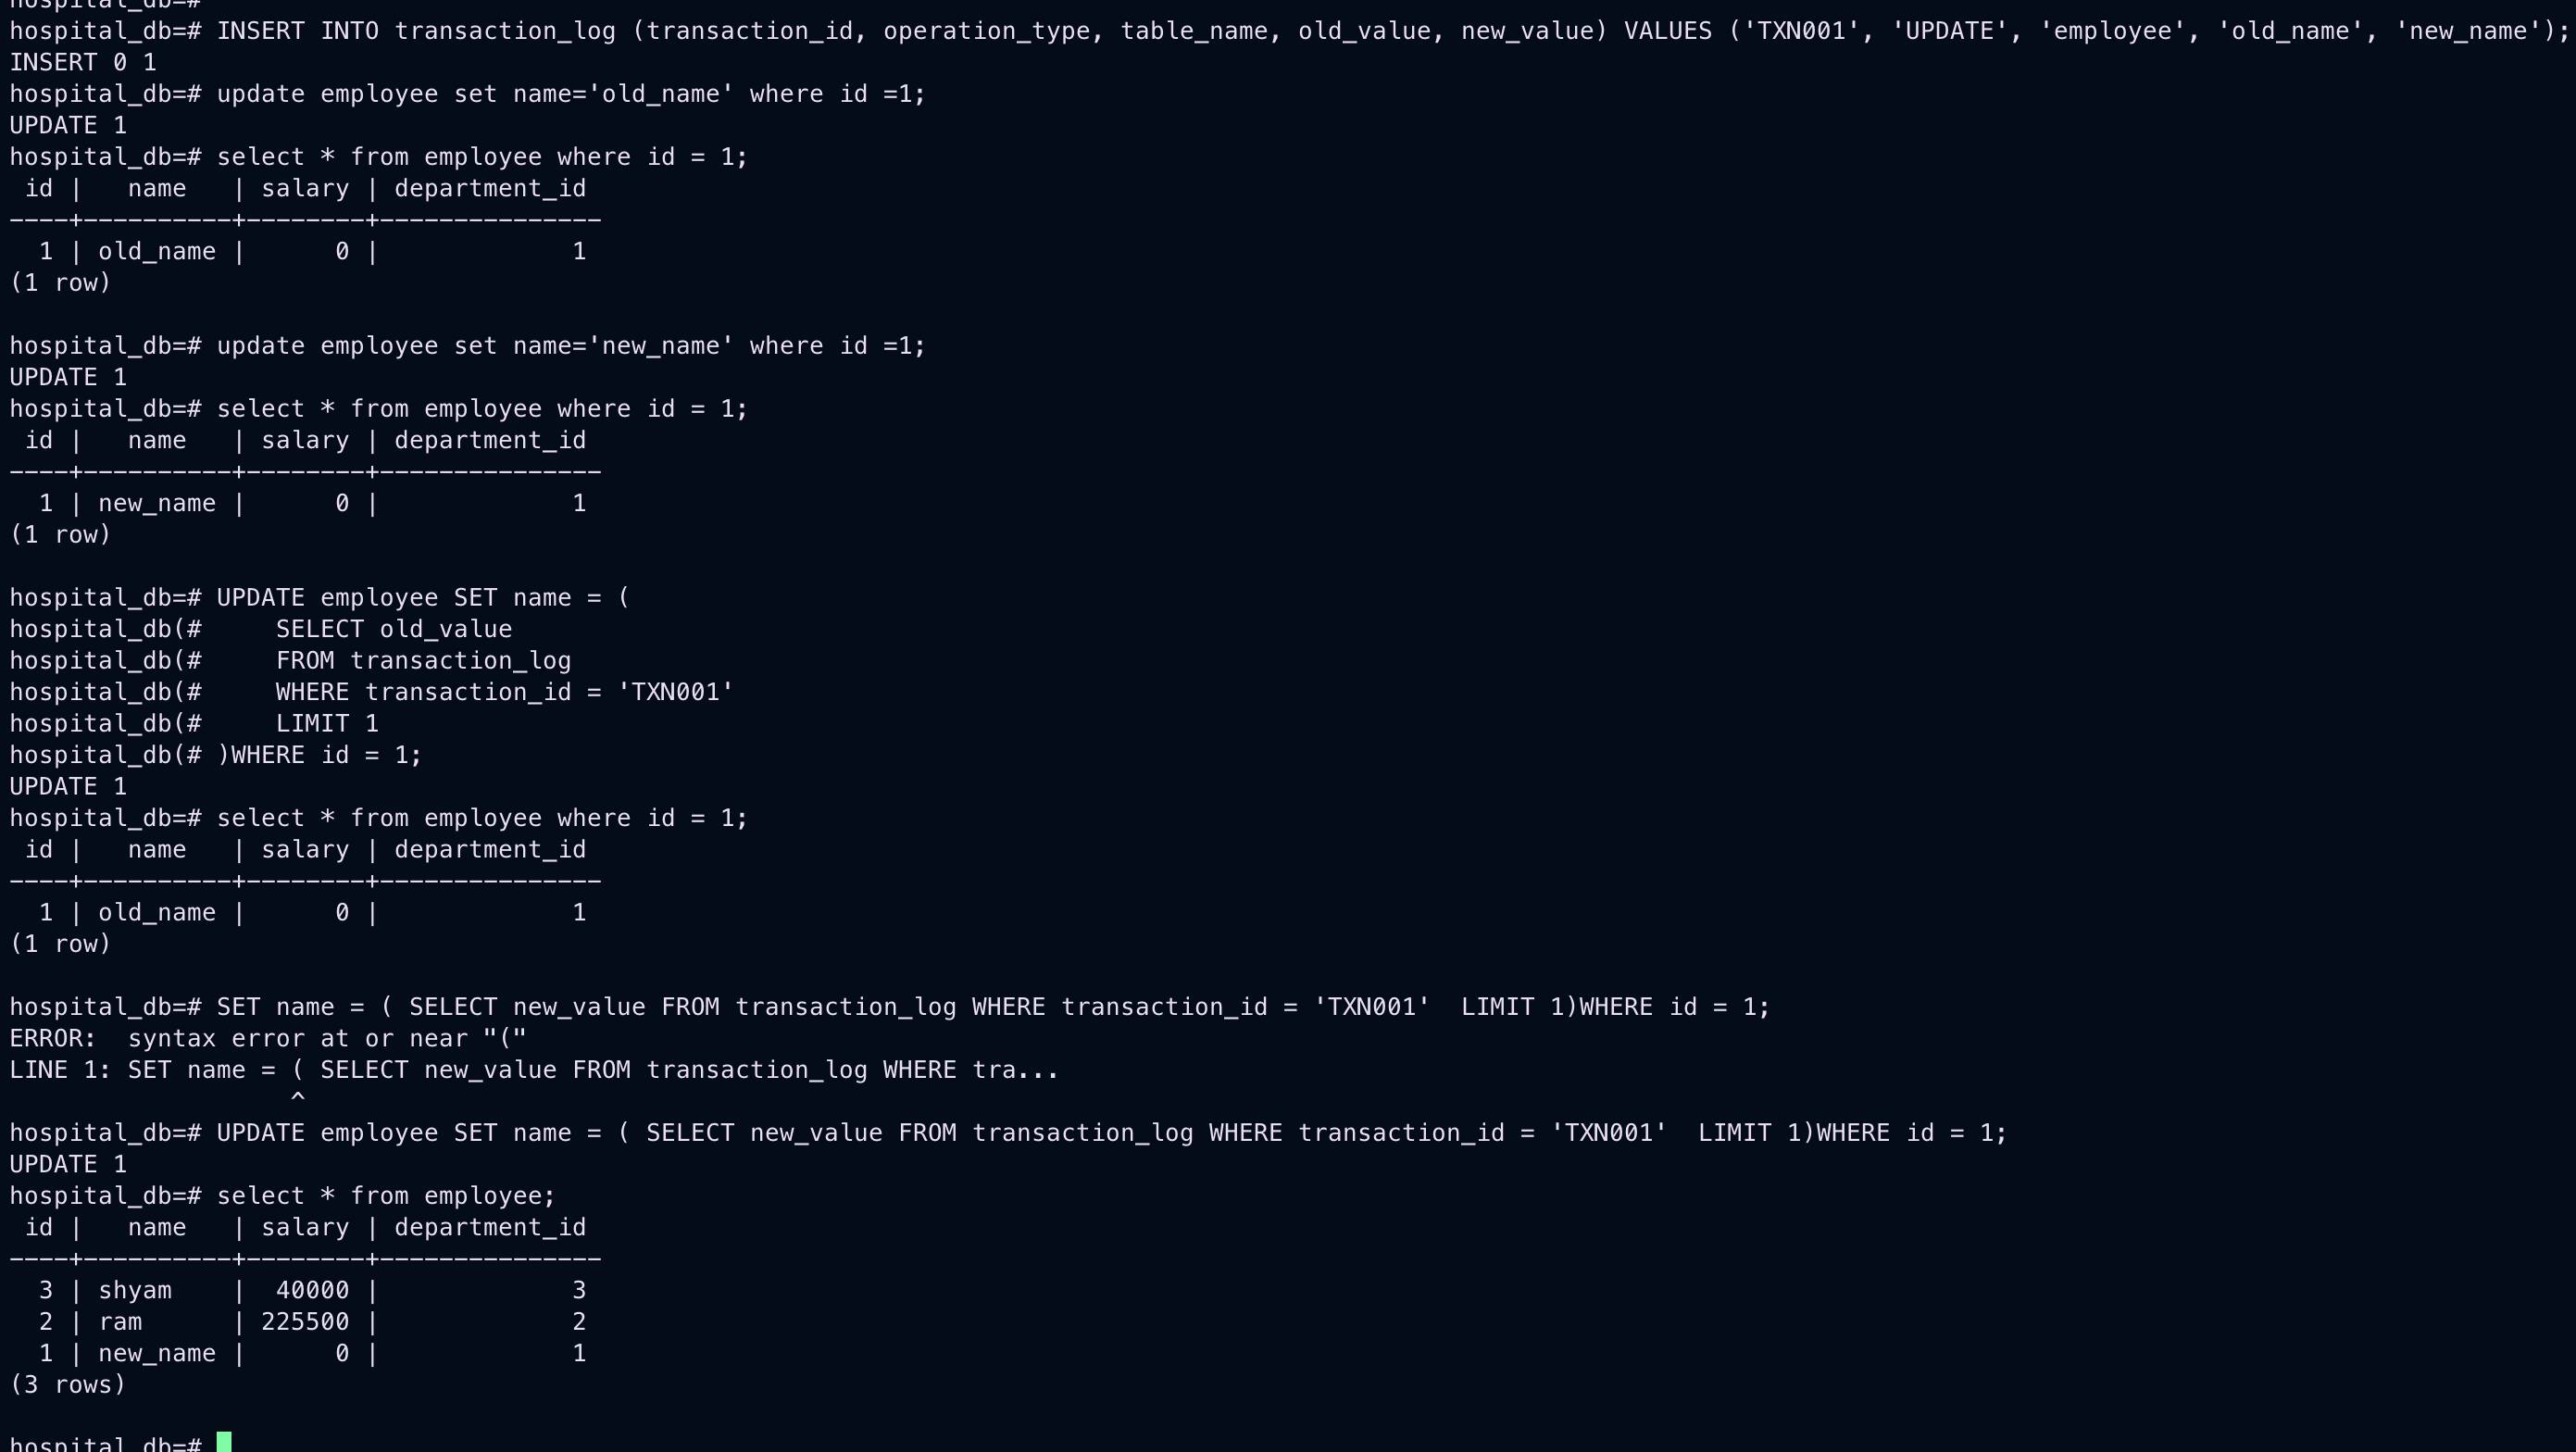 hospital_db=#
hospital_db=# INSERT INTO transaction_log (transaction_id, operation_type, table_name, old_value, new_value) VALUES ('TXN001', 'UPDATE', 'employee', 'old_name', 'new_name');
INSERT 0 1
hospital_db=# update employee set name='old_name' where id =1;
UPDATE 1
hospital_db=# select * from employee where id = 1;
 id |   name   | salary | department_id
----+----------+--------+---------------
  1 | old_name |      0 |             1
(1 row)

hospital_db=# update employee set name='new_name' where id =1;
UPDATE 1
hospital_db=# select * from employee where id = 1;
 id |   name   | salary | department_id
----+----------+--------+---------------
  1 | new_name |      0 |             1
(1 row)

hospital_db=# UPDATE employee SET name = (
hospital_db(#     SELECT old_value
hospital_db(#     FROM transaction_log
hospital_db(#     WHERE transaction_id = 'TXN001'
hospital_db(#     LIMIT 1
hospital_db(# )WHERE id = 1;
UPDATE 1
hospital_db=# select * from employee where id = 1;
 id |   name   | salary | department_id
----+----------+--------+---------------
  1 | old_name |      0 |             1
(1 row)

hospital_db=# SET name = ( SELECT new_value FROM transaction_log WHERE transaction_id = 'TXN001'  LIMIT 1)WHERE id = 1;
ERROR:  syntax error at or near "("
LINE 1: SET name = ( SELECT new_value FROM transaction_log WHERE tra...
                   ^
hospital_db=# UPDATE employee SET name = ( SELECT new_value FROM transaction_log WHERE transaction_id = 'TXN001'  LIMIT 1)WHERE id = 1;
UPDATE 1
hospital_db=# select * from employee;
 id |   name   | salary | department_id
----+----------+--------+---------------
  3 | shyam    |  40000 |             3
  2 | ram      | 225500 |             2
  1 | new_name |      0 |             1
(3 rows)

hospital_db=#